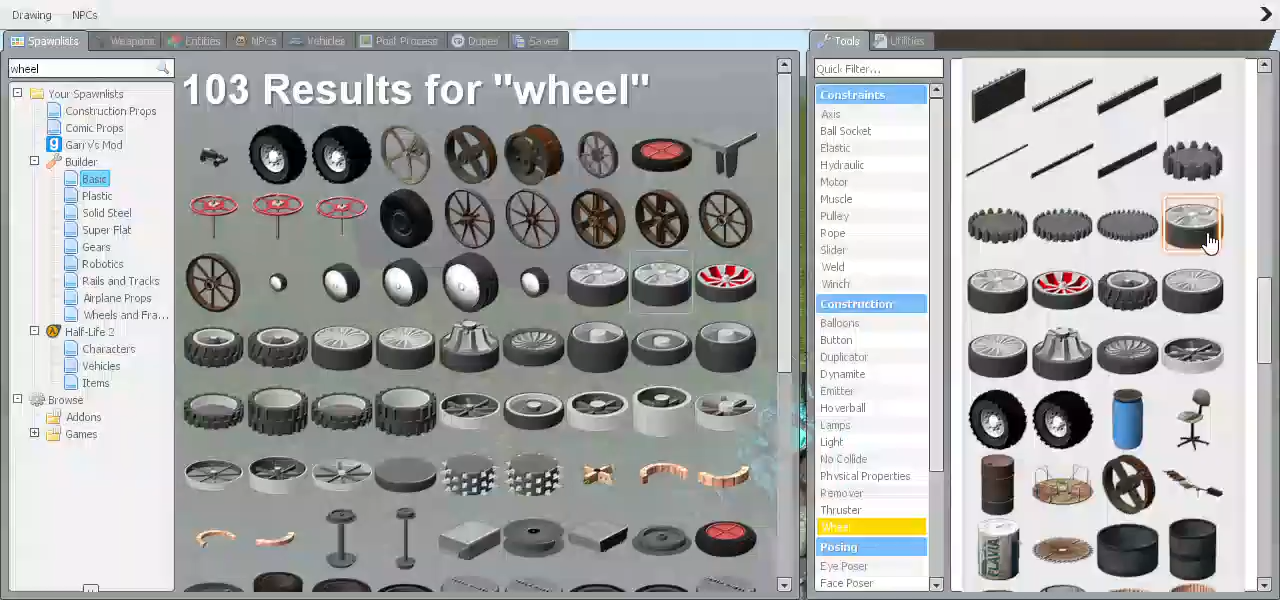 Drawing NPCs
Spawnlists Weapons Entities NPCs Vehicles Post Process Dupes Saves
Tools Utilities
wheel
103 Results for "wheel"
Your Spawnlists
Construction Props
Comic Props
Garry's Mod
Builder
Basic
Plastic
Solid Steel
Super Flat
Gears
Robotics
Rails and Tracks
Airplane Props
Wheels and Fra...
Half-Life 2
Characters
Vehicles
Items
Browse
Addons
Games
Quick Filter...
Constraints
Axis
Ball Socket
Elastic
Hydraulic
Motor
Muscle
Pulley
Rope
Slider
Weld
Winch
Construction
Balloons
Button
Duplicator
Dynamite
Emitter
Hoverball
Lamps
Light
No Collide
Physical Properties
Remover
Thruster
Wheel
Posing
Eye Poser
Face Poser
FLAVIA